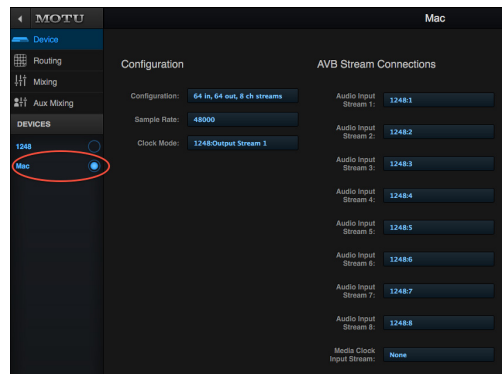 MOTU
Mac
Device
Routing
Mixing
Aux Mixing
DEVICES
1248
Mac
Configuration
Configuration: 64 in, 64 out, 8 ch streams
Sample Rate: 48000
Clock Mode: 1248:Output Stream 1
AVB Stream Connections
Audio Input
Stream 1: 1248:1
Audio Input
Stream 2: 1248:2
Audio Input
Stream 3: 1248:3
Audio Input
Stream 4: 1248:4
Audio Input
Stream 5: 1248:5
Audio Input
Stream 6: 1248:6
Audio Input
Stream 7: 1248:7
Audio Input
Stream 8: 1248:8
Media Clock
Input Stream: None